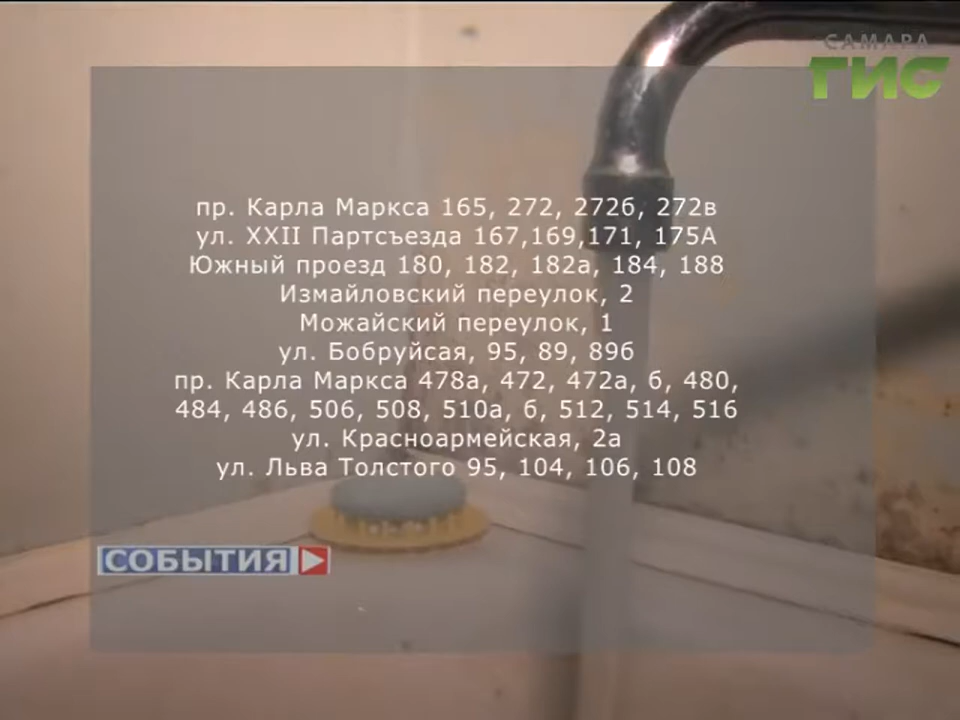 САМАРА
ГИС
пр. Карла Маркса 165, 272, 272б, 272в
ул. XXII Партсъезда 167,169,171, 175А
Южный проезд 180, 182, 182а, 184, 188
Измайловский переулок, 2
Можайский переулок, 1
ул. Бобруйсая, 95, 89, 89б
пр. Карла Маркса 478а, 472, 472а, б, 480,
484, 486, 506, 508, 510а, б, 512, 514, 516
ул. Красноармейская, 2а
ул. Льва Толстого 95, 104, 106, 108
СОБЫТИЯ